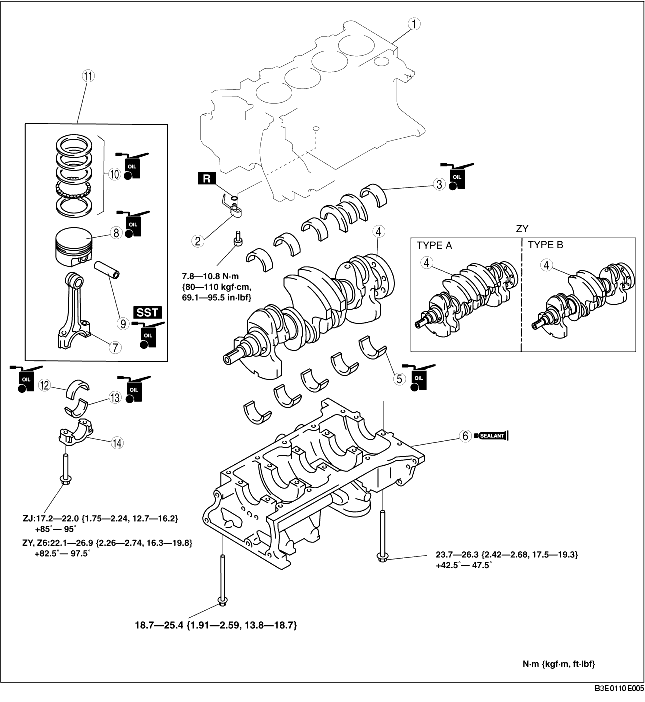 1
11
OIL
10
R
OIL
3
2
OIL
8
4
ZY
TYPE A
TYPE B
4
4
7.8—10.8 N·m
{80—110 kgf·cm,
69.1—95.5 in·lbf}
9
SST
7
OIL
OIL
12
OIL
13
5
OIL
14
6
SEALANT
ZJ:17.2—22.0 {1.75—2.24, 12.7—16.2}
+85°— 95°
ZY, Z6:22.1—26.9 {2.26—2.74, 16.3—19.8}
+82.5°— 97.5°
23.7—26.3 {2.42—2.68, 17.5—19.3}
+42.5°— 47.5°
18.7—25.4 {1.91—2.59, 13.8—18.7}
N·m {kgf·m, ft·lbf}
B3E0110E005